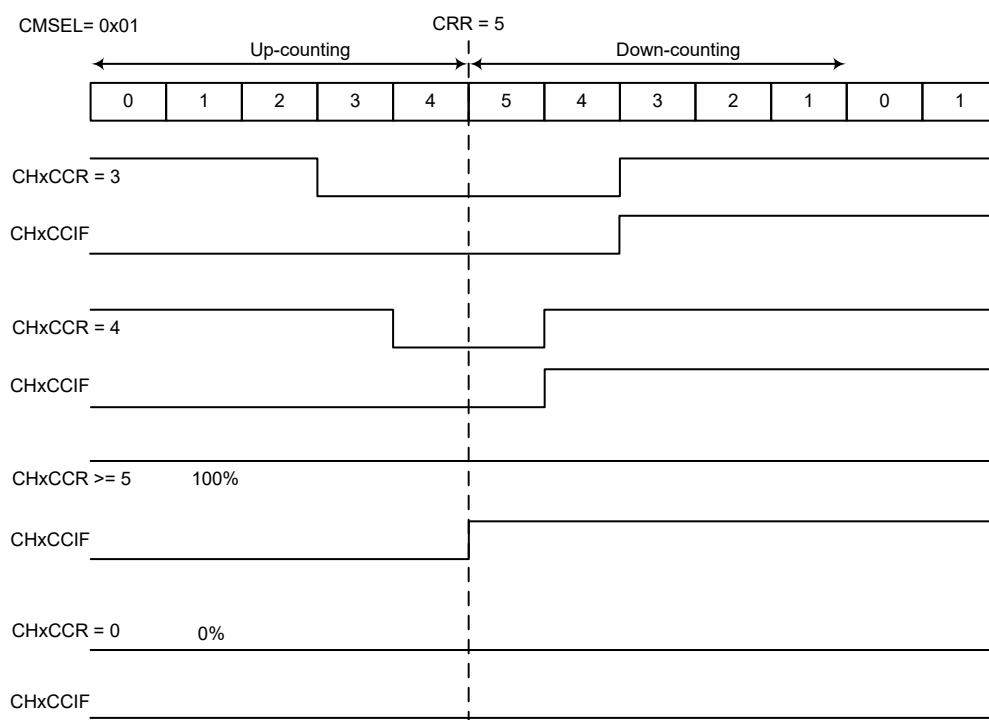 CMSEL= 0x01
CRR = 5
Up-counting
Down-counting
0 1 2 3 4 5 4 3 2 1 0 1
CHxCCR = 3
CHxCCIF
CHxCCR = 4
CHxCCIF
CHxCCR >= 5 100%
CHxCCIF
CHxCCR = 0 0%
CHxCCIF